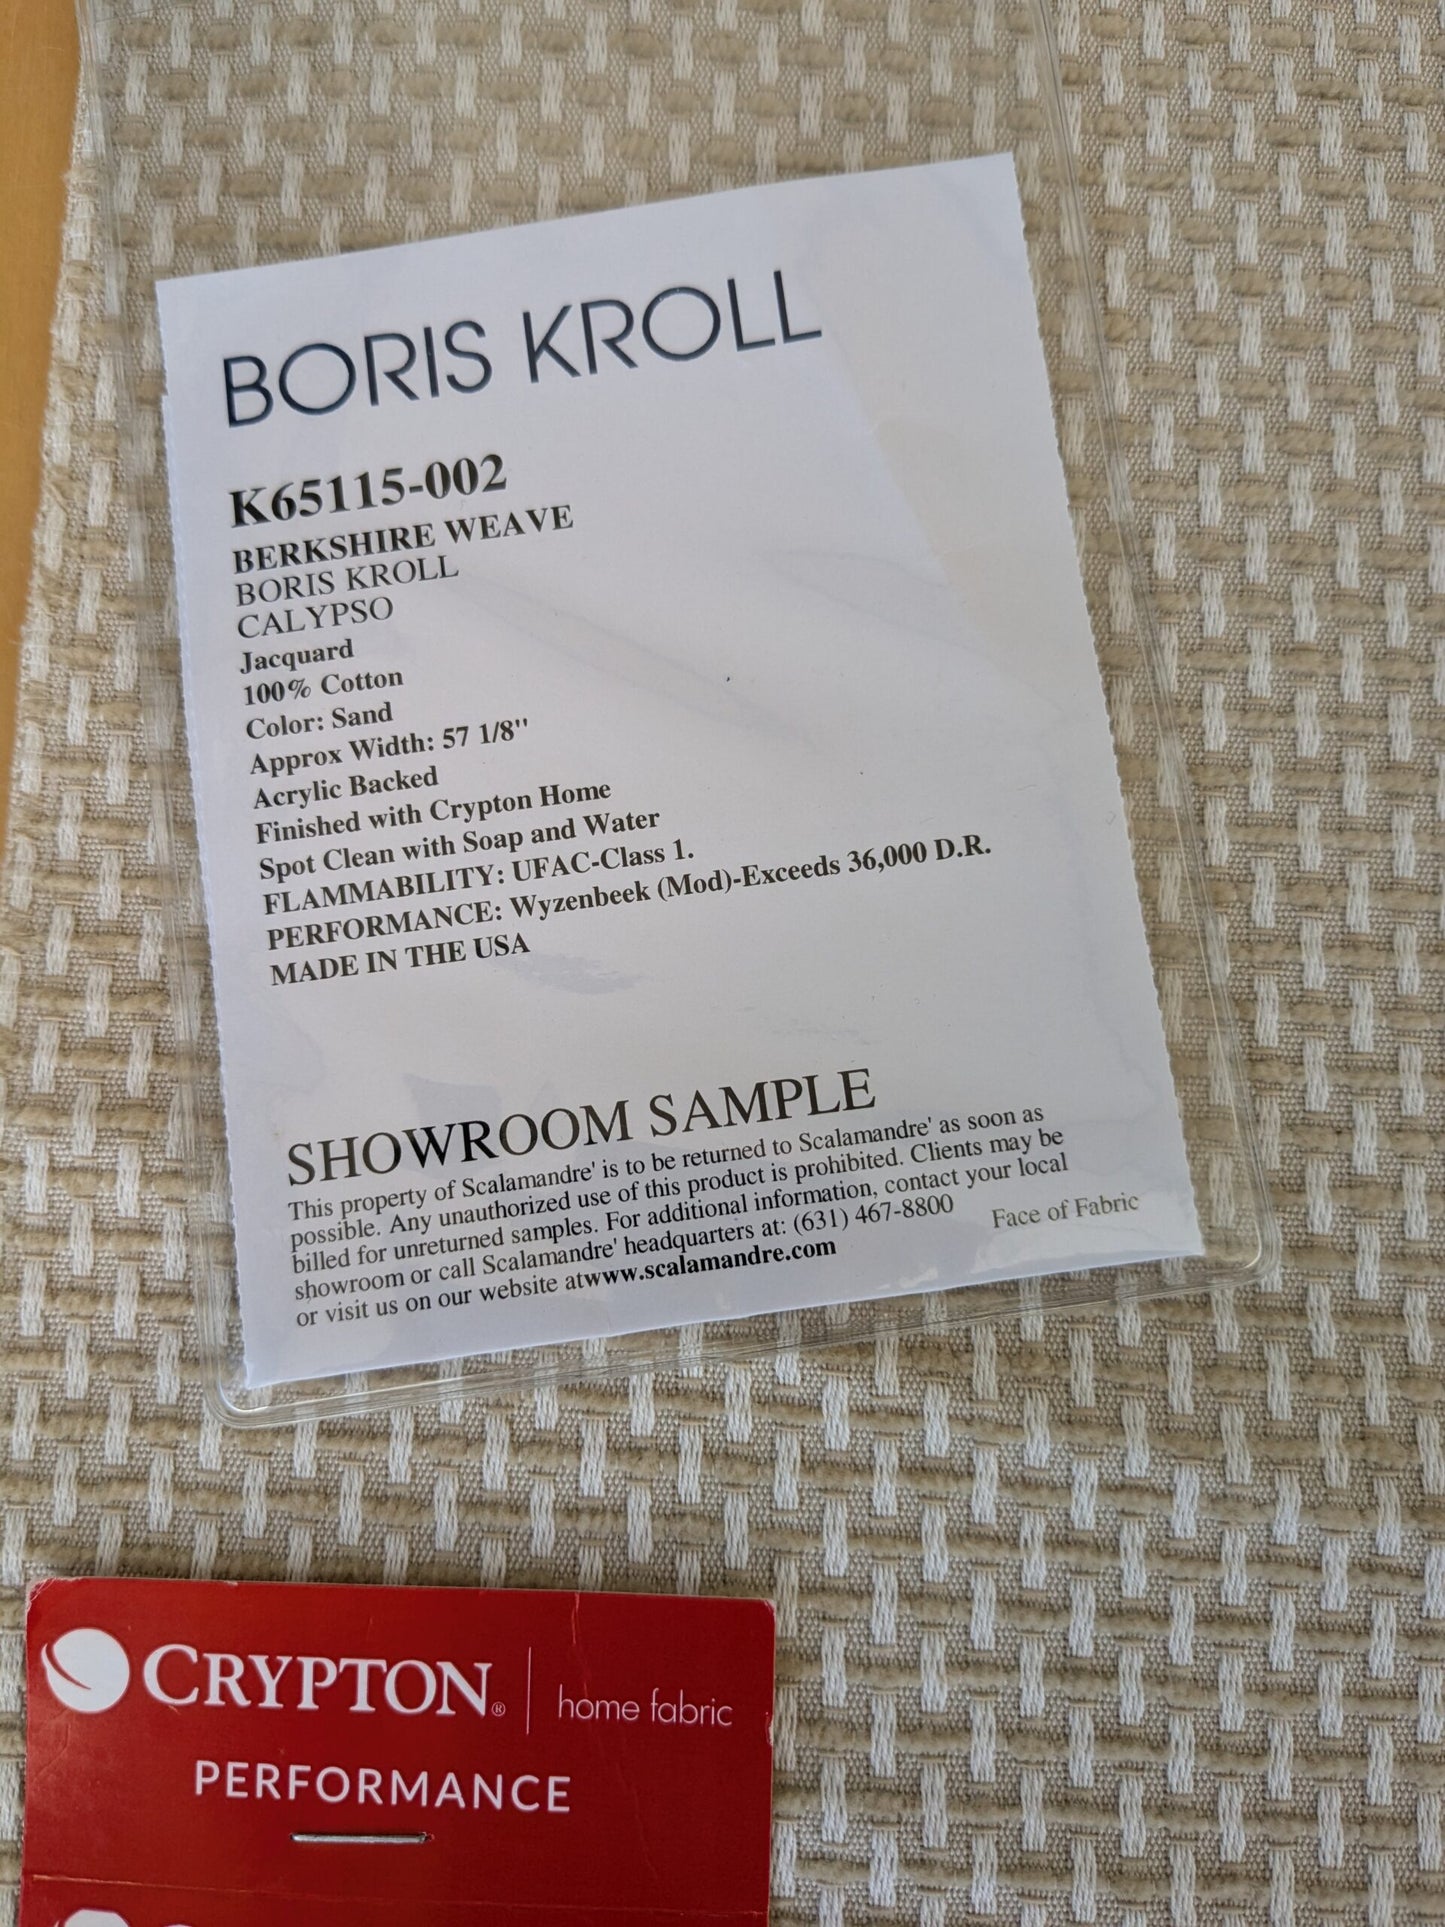 BORIS KROLL
K65115-002
BERKSHIRE WEAVE
BORIS KROLL
CALYPSO
Jacquard
100% Cotton
Color: Sand
Approx Width: 57 1/8"
Acrylic Backed
Finished with Crypton Home
Spot Clean with Soap and Water
FLAMMABILITY: UFAC-Class 1.
PERFORMANCE: Wyzenbeek (Mod)-Exceeds 36,000 D.R.
MADE IN THE USA
SHOWROOM SAMPLE
This property of Scalamandre' is to be returned to Scalamandre' as soon as
possible. Any unauthorized use of this product is prohibited. Clients may be
billed for unreturned samples. For additional information, contact your local
showroom or call Scalamandre' headquarters at: (631) 467-8800
or visit us on our website atwww.scalamandre.com
Face of Fabric
CRYPTON® | home fabric
PERFORMANCE